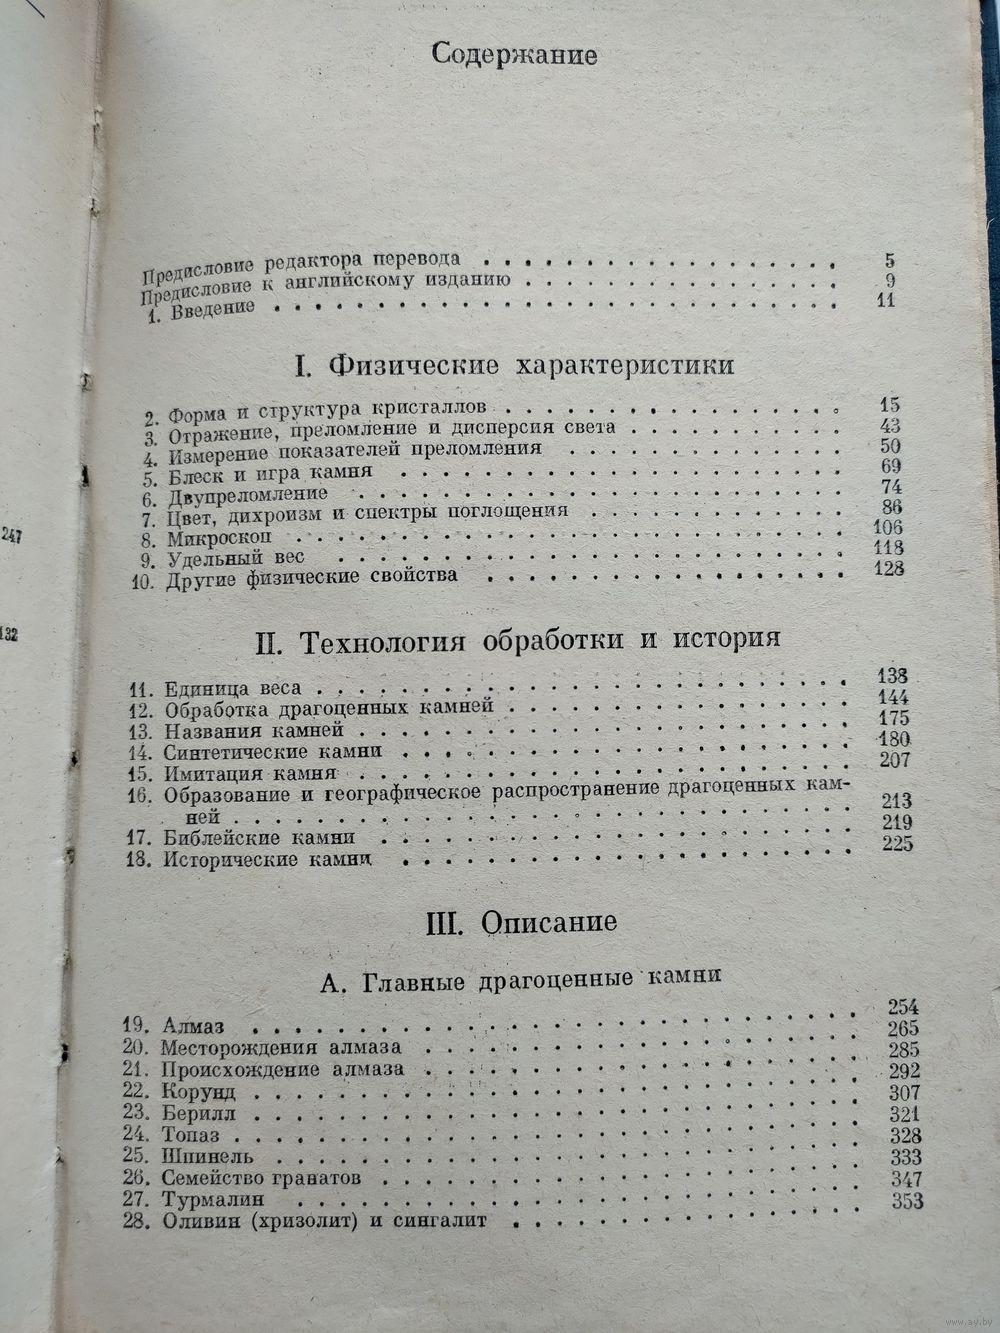 Содержание
Предисловие редактора перевода . . . . . . . . . . . . . . . . . 5
Предисловие к английскому изданию . . . . . . . . . . . . . . . 9
1. Введение . . . . . . . . . . . . . . . . . . . . . . . . . . . 11
I. Физические характеристики
2. Форма и структура кристаллов . . . . . . . . . . . . . . . . 15
3. Отражение, преломление и дисперсия света . . . . . . . . . . 43
4. Измерение показателей преломления . . . . . . . . . . . . . 50
5. Блеск и игра камня . . . . . . . . . . . . . . . . . . . . . 69
6. Двупреломление . . . . . . . . . . . . . . . . . . . . . . . 74
7. Цвет, дихроизм и спектры поглощения . . . . . . . . . . . . 86
8. Микроскоп . . . . . . . . . . . . . . . . . . . . . . . . . . 106
9. Удельный вес . . . . . . . . . . . . . . . . . . . . . . . . 118
10. Другие физические свойства . . . . . . . . . . . . . . . . . 128
247
132
II. Технология обработки и история
11. Единица веса . . . . . . . . . . . . . . . . . . . . . . . . 138
12. Обработка драгоценных камней . . . . . . . . . . . . . . . . 144
13. Названия камней . . . . . . . . . . . . . . . . . . . . . . 175
14. Синтетические камни . . . . . . . . . . . . . . . . . . . . 180
15. Имитация камня . . . . . . . . . . . . . . . . . . . . . . . 207
16. Образование и географическое распространение драгоценных кам-
ней . . . . . . . . . . . . . . . . . . . . . . . . . . . . 213
17. Библейские камни . . . . . . . . . . . . . . . . . . . . . . 219
18. Исторические камни . . . . . . . . . . . . . . . . . . . . . 225
III. Описание
А. Главные драгоценные камни
19. Алмаз . . . . . . . . . . . . . . . . . . . . . . . . . . . 254
20. Месторождения алмаза . . . . . . . . . . . . . . . . . . . . 265
21. Происхождение алмаза . . . . . . . . . . . . . . . . . . . . 285
22. Корунд . . . . . . . . . . . . . . . . . . . . . . . . . . . 292
23. Берилл . . . . . . . . . . . . . . . . . . . . . . . . . . . 307
24. Топаз . . . . . . . . . . . . . . . . . . . . . . . . . . . 321
25. Шпинель . . . . . . . . . . . . . . . . . . . . . . . . . . 328
26. Семейство гранатов . . . . . . . . . . . . . . . . . . . . . 333
27. Турмалин . . . . . . . . . . . . . . . . . . . . . . . . . . 347
28. Оливин (хризолит) и сингалит . . . . . . . . . . . . . . . . 353
www.ay.by